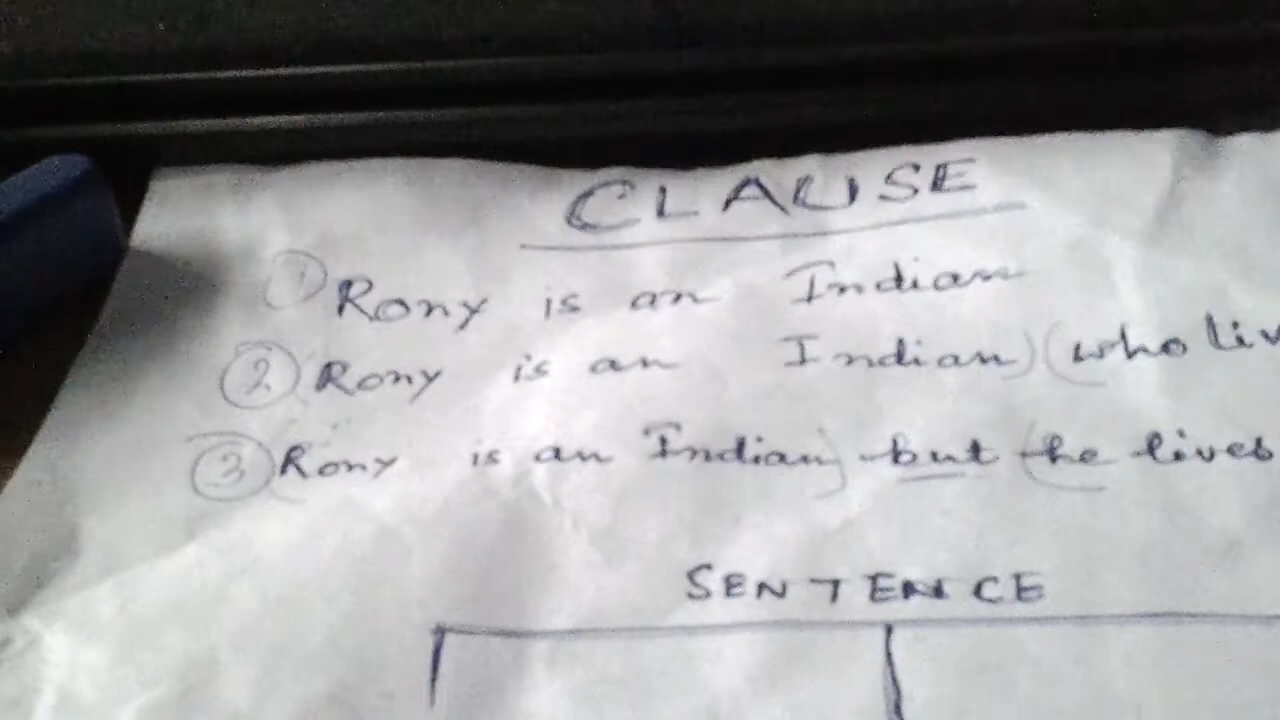 CLAUSE
① Rony is an Indian
② Rony is an Indian) (who liv
③ (Rony is an Indian) but (he lives
SENTENCE